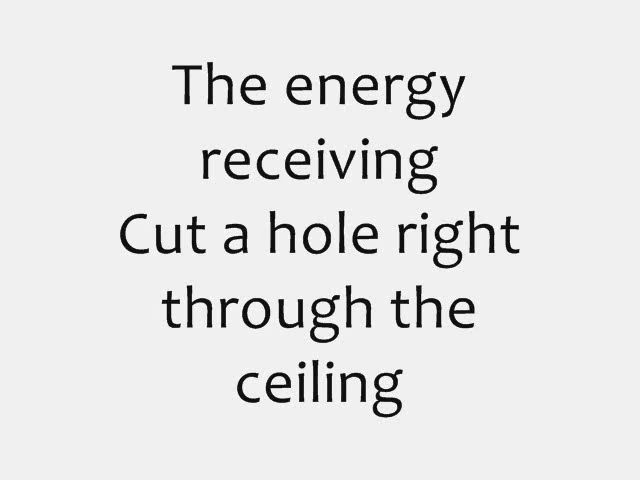 The energy
receiving
Cut a hole right
through the
ceiling